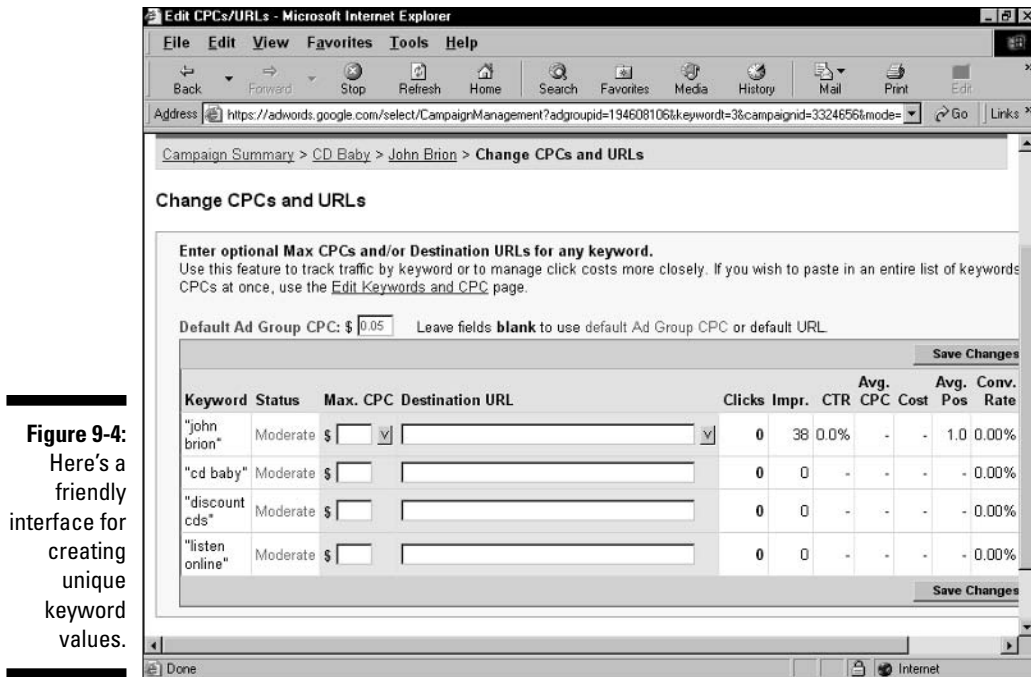 Edit CPCs/URLs - Microsoft Internet Explorer
File Edit View Favorites Tools Help
Back Forward Stop Refresh Home Search Favorites Media History Mail Print Edit
Address https://adwords.google.com/select/CampaignManagement?adgroupid=194608106&keywordt=3&campaignid=3324656&mode= Go Links
Campaign Summary > CD Baby > John Brion > Change CPCs and URLs
Change CPCs and URLs
Enter optional Max CPCs and/or Destination URLs for any keyword.
Use this feature to track traffic by keyword or to manage click costs more closely. If you wish to paste in an entire list of keywords
CPCs at once, use the Edit Keywords and CPC page.
Default Ad Group CPC: $ 0.05 Leave fields blank to use default Ad Group CPC or default URL.
Save Changes
Keyword Status Max. CPC Destination URL Clicks Impr. CTR Avg. CPC Cost Avg. Pos Conv. Rate
"john brion" Moderate $ 0 38 0.0% - - 1.0 0.00%
"cd baby" Moderate $ 0 0 - - - - 0.00%
"discount cds" Moderate $ 0 0 - - - - 0.00%
"listen online" Moderate $ 0 0 - - - - 0.00%
Save Changes
Done Internet
Figure 9-4:
Here's a
friendly
interface for
creating
unique
keyword
values.